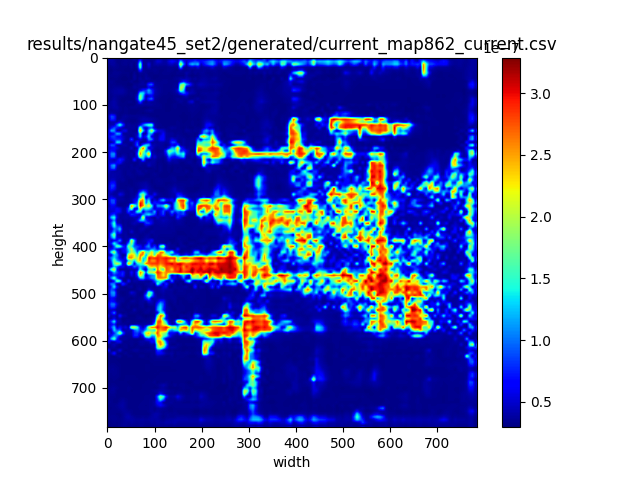 results/nangate45_set2/generated/current_map862_current.csv
1e−7
0
100
200
300
400
500
600
700
height
0 100 200 300 400 500 600 700
width
3.0
2.5
2.0
1.5
1.0
0.5